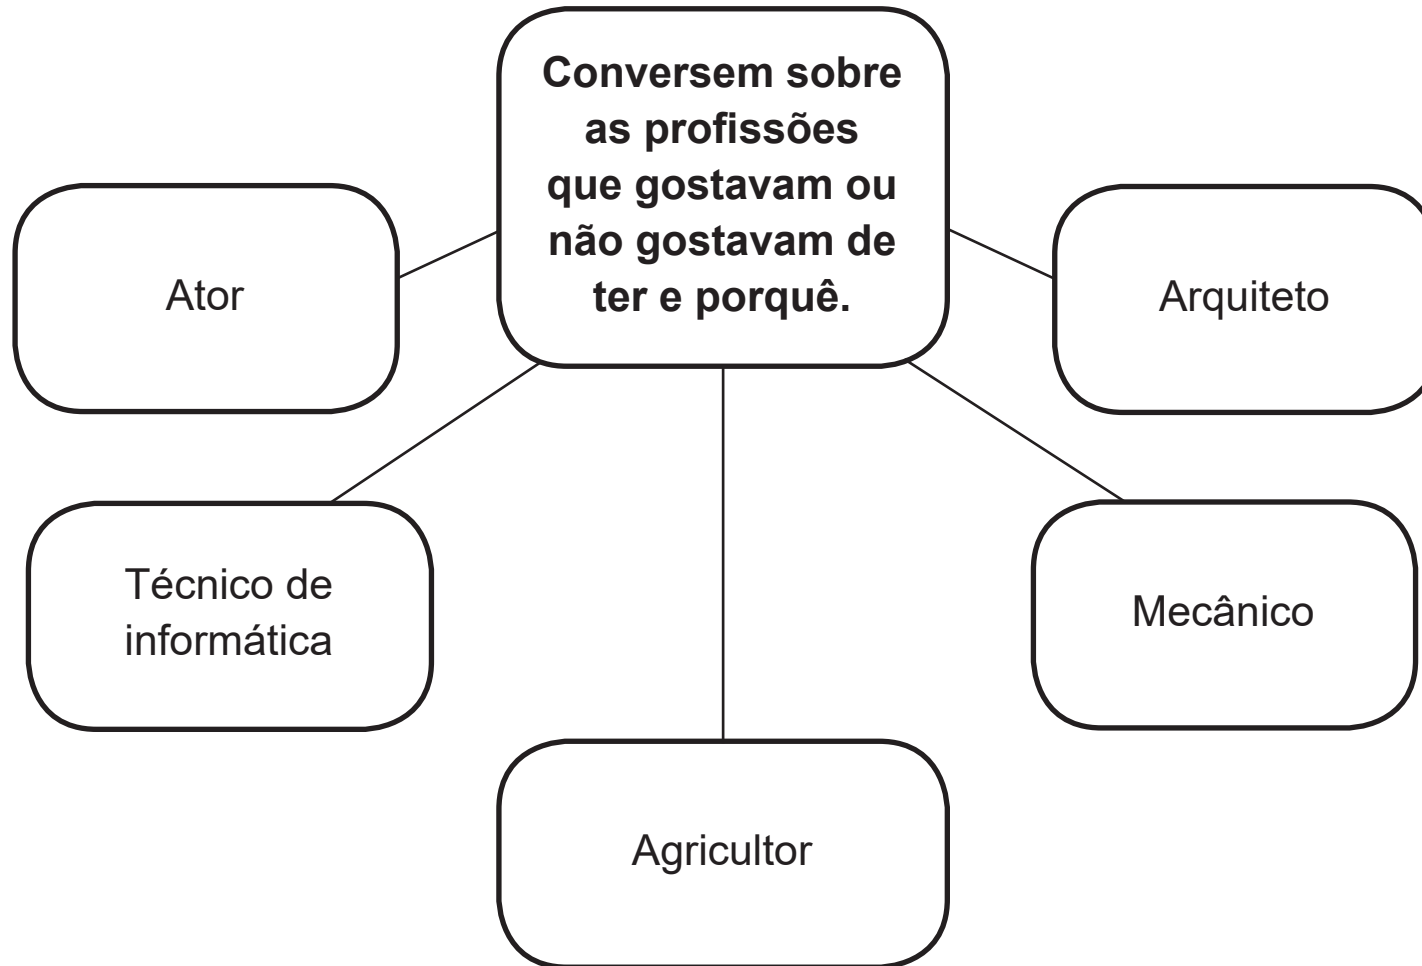 Conversem sobre
as profissões
que gostavam ou
não gostavam de
ter e porquê.
Ator
Arquiteto
Técnico de
informática
Mecânico
Agricultor